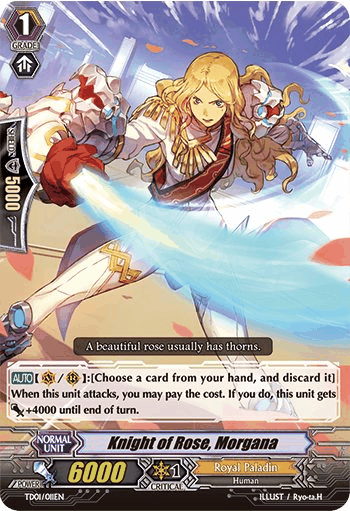 1
GRADE
SHIELD
5000
A beautiful rose usually has thorns.
AUTO [ / ]:[Choose a card from your hand, and discard it]
When this unit attacks, you may pay the cost. If you do, this unit gets
+4000 until end of turn.
NORMAL
UNIT
Knight of Rose, Morgana
POWER
6000
1
CRITICAL
Royal Paladin
Human
TD01/011EN
ILLUST / Ryo-ta.H